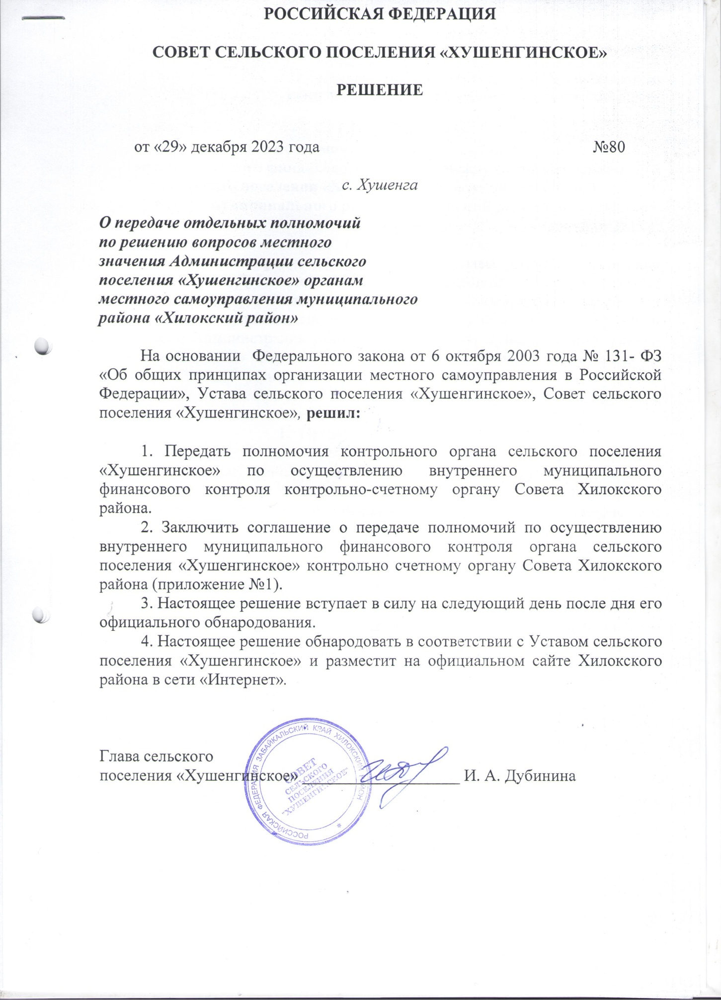 РОССИЙСКАЯ ФЕДЕРАЦИЯ
СОВЕТ СЕЛЬСКОГО ПОСЕЛЕНИЯ «ХУШЕНГИНСКОЕ»
РЕШЕНИЕ
от «29» декабря 2023 года №80
с. Хушенга
О передаче отдельных полномочий
по решению вопросов местного
значения Администрации сельского
поселения «Хушенгинское» органам
местного самоуправления муниципального
района «Хилокский район»
На основании Федерального закона от 6 октября 2003 года № 131- ФЗ
«Об общих принципах организации местного самоуправления в Российской
Федерации», Устава сельского поселения «Хушенгинское», Совет сельского
поселения «Хушенгинское», решил:
1. Передать полномочия контрольного органа сельского поселения
«Хушенгинское» по осуществлению внутреннего муниципального
финансового контроля контрольно-счетному органу Совета Хилокского
района.
2. Заключить соглашение о передаче полномочий по осуществлению
внутреннего муниципального финансового контроля органа сельского
поселения «Хушенгинское» контрольно счетному органу Совета Хилокского
района (приложение №1).
3. Настоящее решение вступает в силу на следующий день после дня его
официального обнародования.
4. Настоящее решение обнародовать в соответствии с Уставом сельского
поселения «Хушенгинское» и разместит на официальном сайте Хилокского
района в сети «Интернет».
Глава сельского
поселения «Хушенгинское» ____________________ И. А. Дубинина
РОССИЙСКАЯ ФЕДЕРАЦИЯ ЗАБАЙКАЛЬСКИЙ КРАЙ ХИЛОКСКИЙ РАЙОН *
СОВЕТ
СЕЛЬСКОГО
ПОСЕЛЕНИЯ
"ХУШЕНГИНСКОЕ"